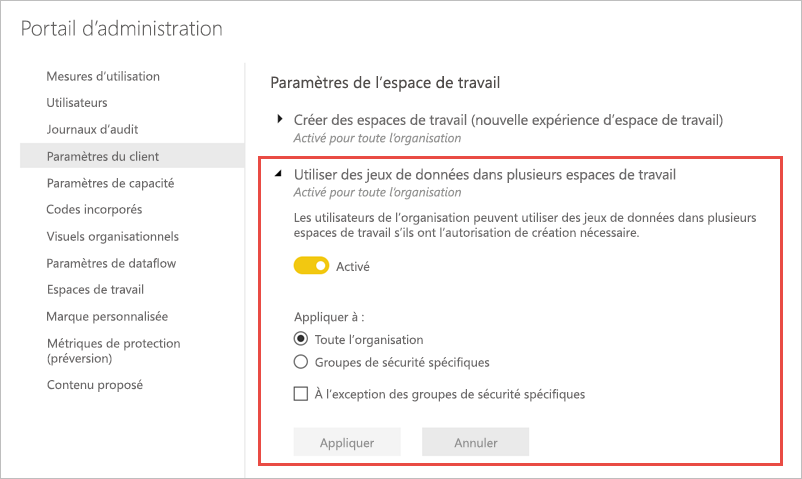 Portail d’administration
Mesures d’utilisation
Utilisateurs
Journaux d’audit
Paramètres du client
Paramètres de capacité
Codes incorporés
Visuels organisationnels
Paramètres de dataflow
Espaces de travail
Marque personnalisée
Métriques de protection
(préversion)
Contenu proposé
Paramètres de l’espace de travail
Créer des espaces de travail (nouvelle expérience d’espace de travail)
Activé pour toute l’organisation
Utiliser des jeux de données dans plusieurs espaces de travail
Activé pour toute l’organisation
Les utilisateurs de l’organisation peuvent utiliser des jeux de données dans plusieurs
espaces de travail s’ils ont l’autorisation de création nécessaire.
Activé
Appliquer à :
Toute l’organisation
Groupes de sécurité spécifiques
À l’exception des groupes de sécurité spécifiques
Appliquer
Annuler